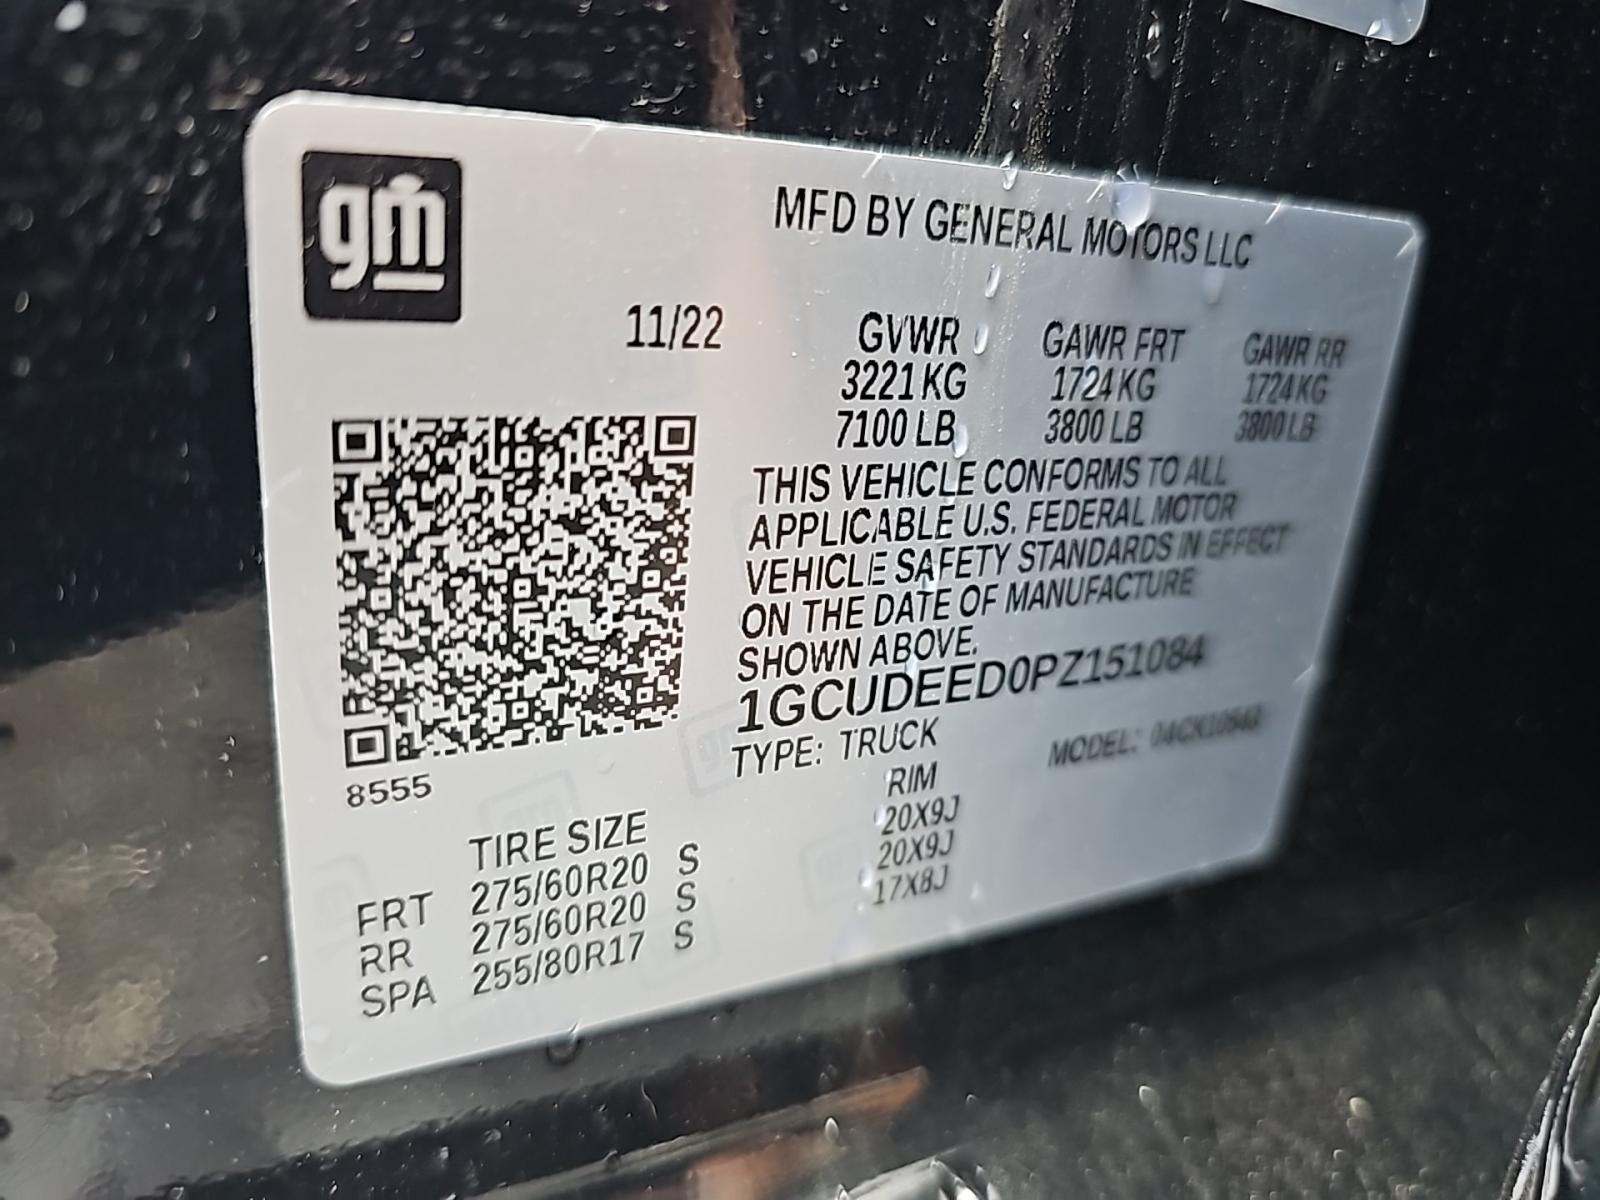 gm
MFD BY GENERAL MOTORS LLC
11/22
GVWR GAWR FRT GAWR RR
3221 KG 1724 KG 1724 KG
7100 LB 3800 LB 3800 LB
THIS VEHICLE CONFORMS TO ALL
APPLICABLE U.S. FEDERAL MOTOR
VEHICLE SAFETY STANDARDS IN EFFECT
ON THE DATE OF MANUFACTURE
SHOWN ABOVE.
1GCUDEED0PZ151084
TYPE: TRUCK MODEL:
8555
TIRE SIZE RIM
FRT 275/60R20 S 20X9J
RR 275/60R20 S 20X9J
SPA 255/80R17 S 17X8J